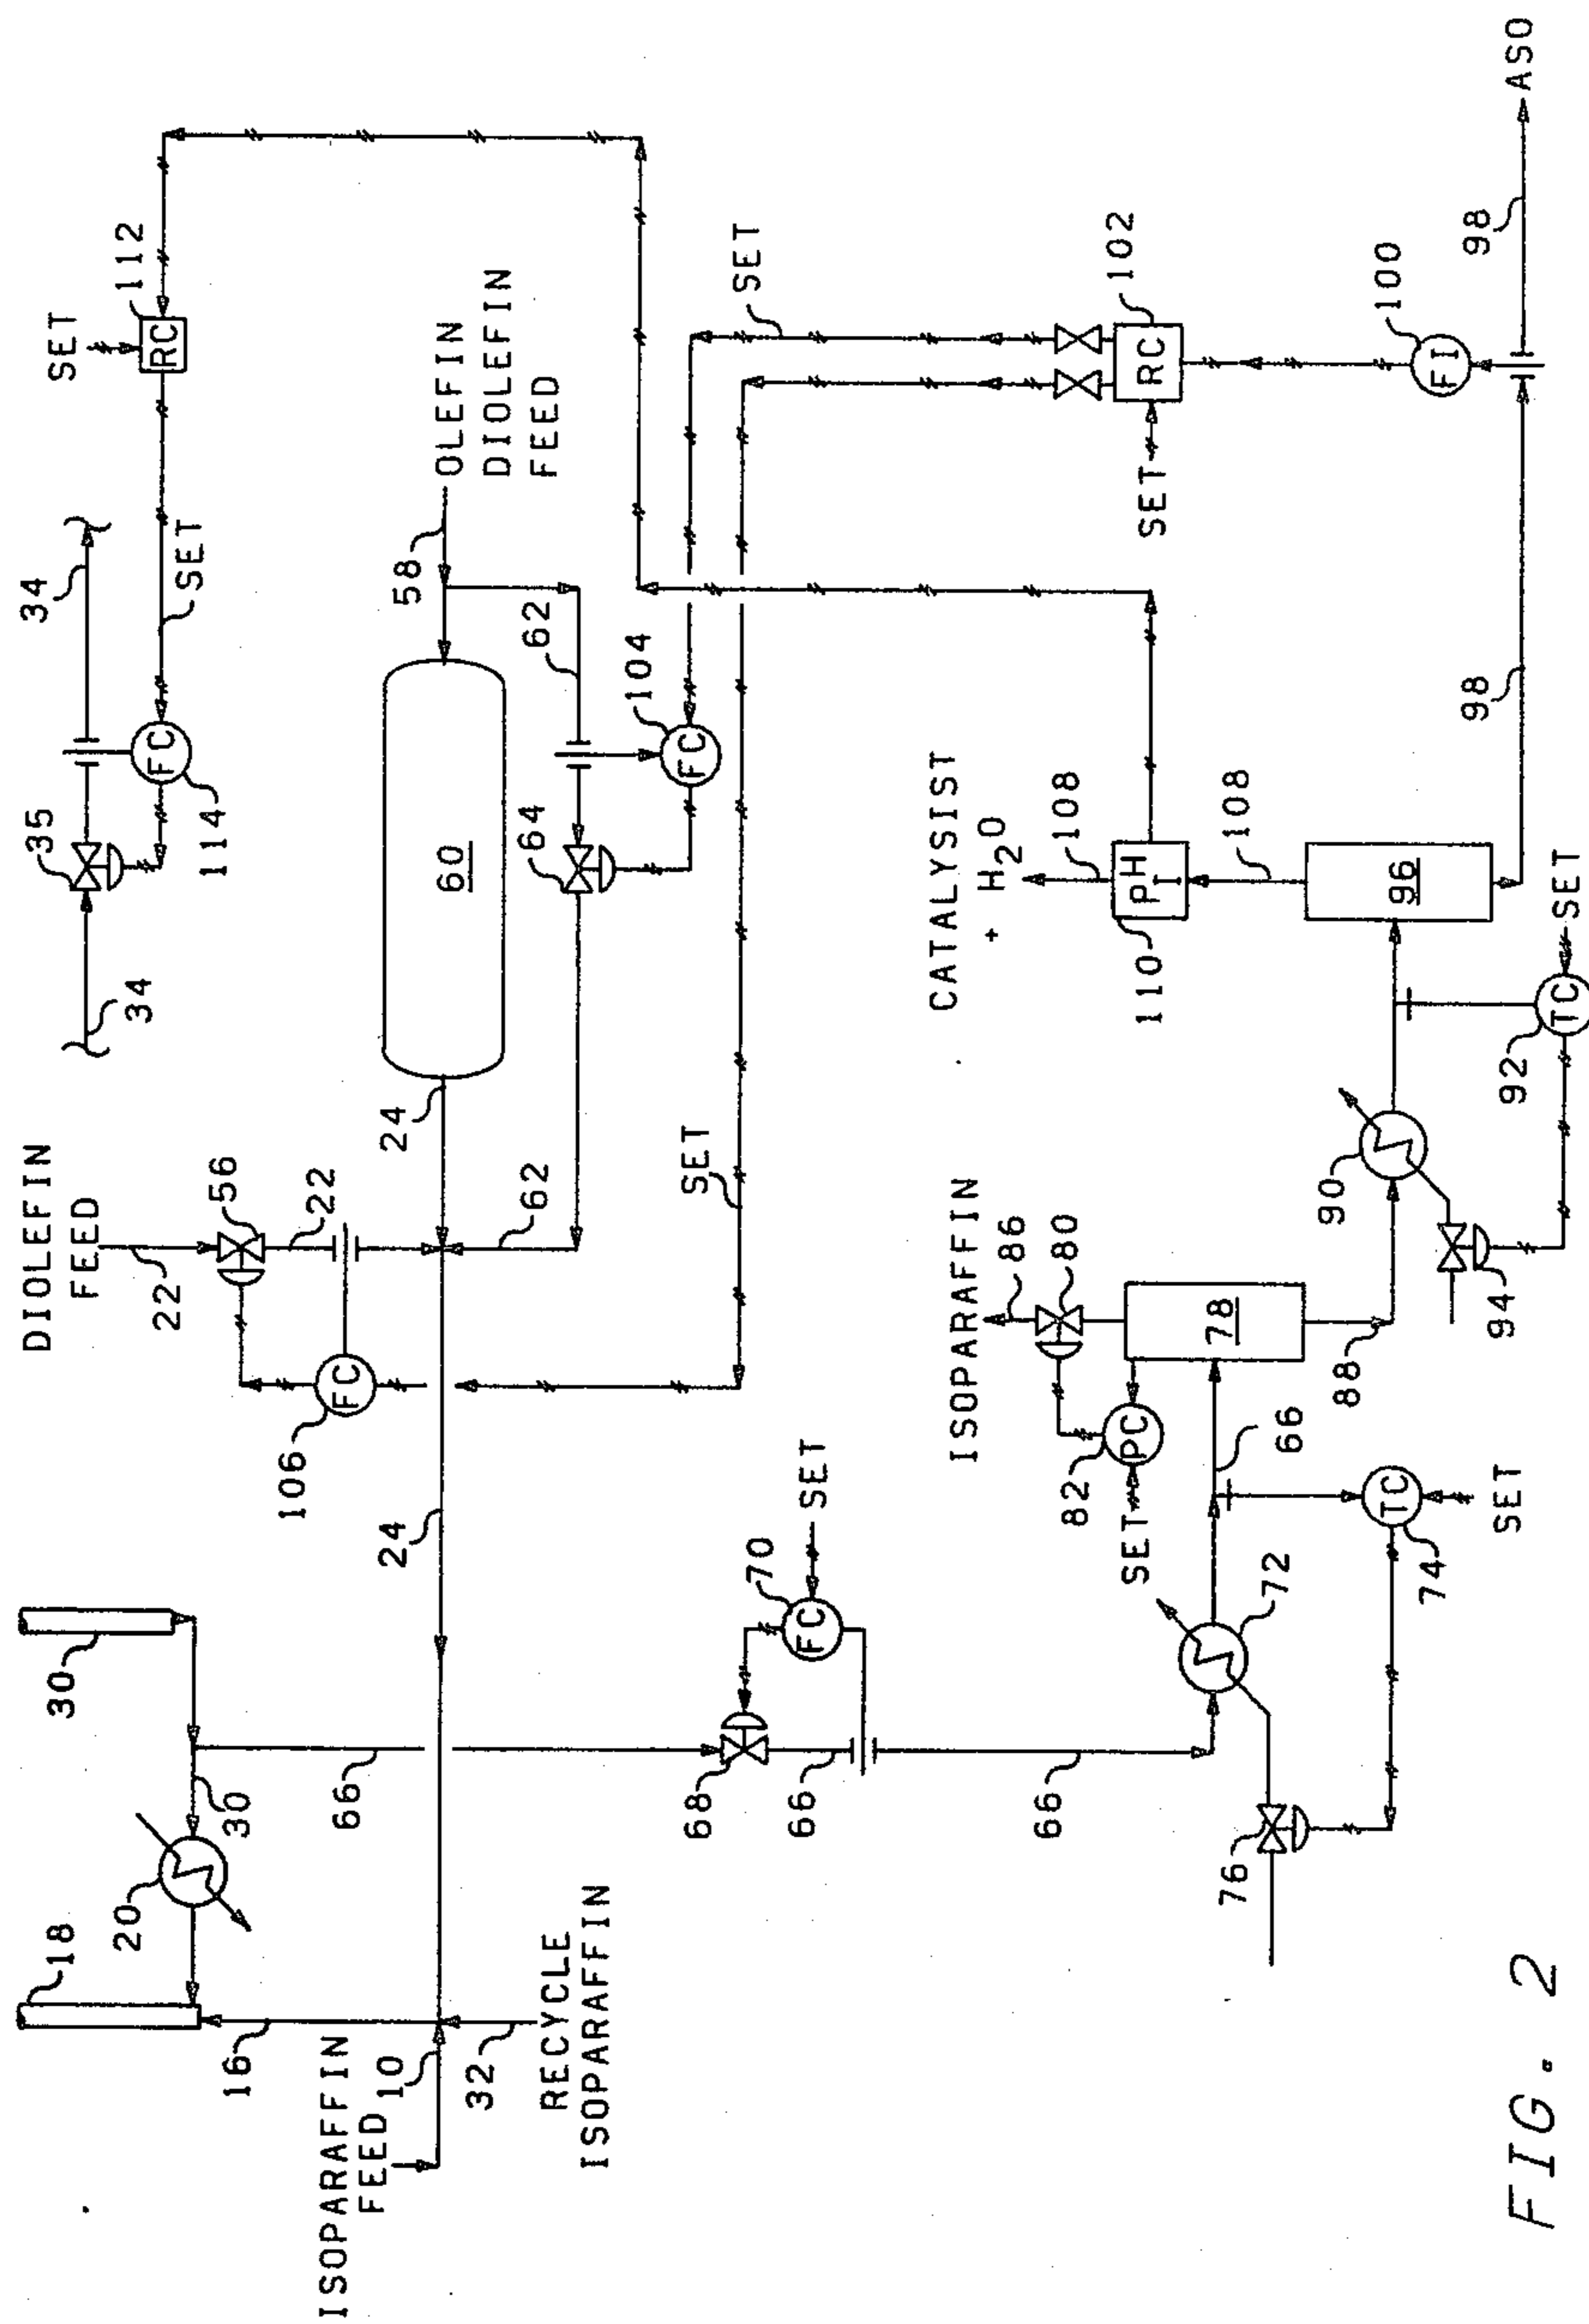 18
30
20
30
16
ISOPARAFFIN
FEED
10
32
RECYCLE
ISOPARAFFIN
66
24
DIOLEFIN
FEED
22
56
22
FC
106
24
62
SET
60
34
35
34
FC
114
SET
SET
RC
112
58
OLEFIN
DIOLEFIN
FEED
62
64
FC
104
SET
68
FC
70
SET
66
66
72
76
TC
74
SET
66
ISOPARAFFIN
86
80
PC
82
SET
78
88
90
94
TC
92
SET
CATALYSIST
+ H2O
108
pH
I
110
108
96
98
SET
RC
102
FI
100
98
ASO
FIG. 2